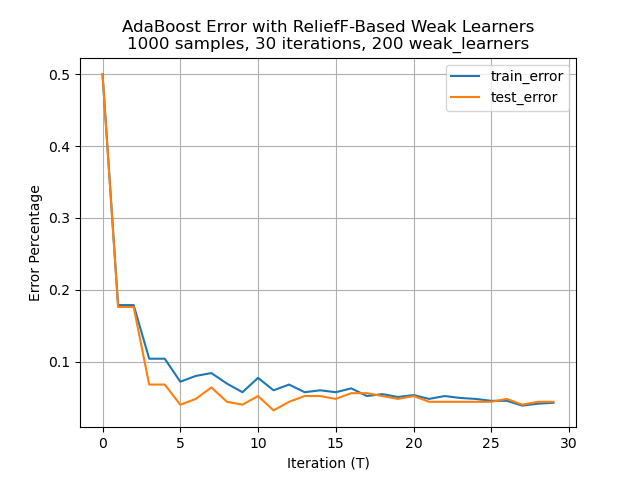 AdaBoost Error with ReliefF-Based Weak Learners
1000 samples, 30 iterations, 200 weak_learners
train_error
test_error
Error Percentage
0.5
0.4
0.3
0.2
0.1
0 5 10 15 20 25 30
Iteration (T)